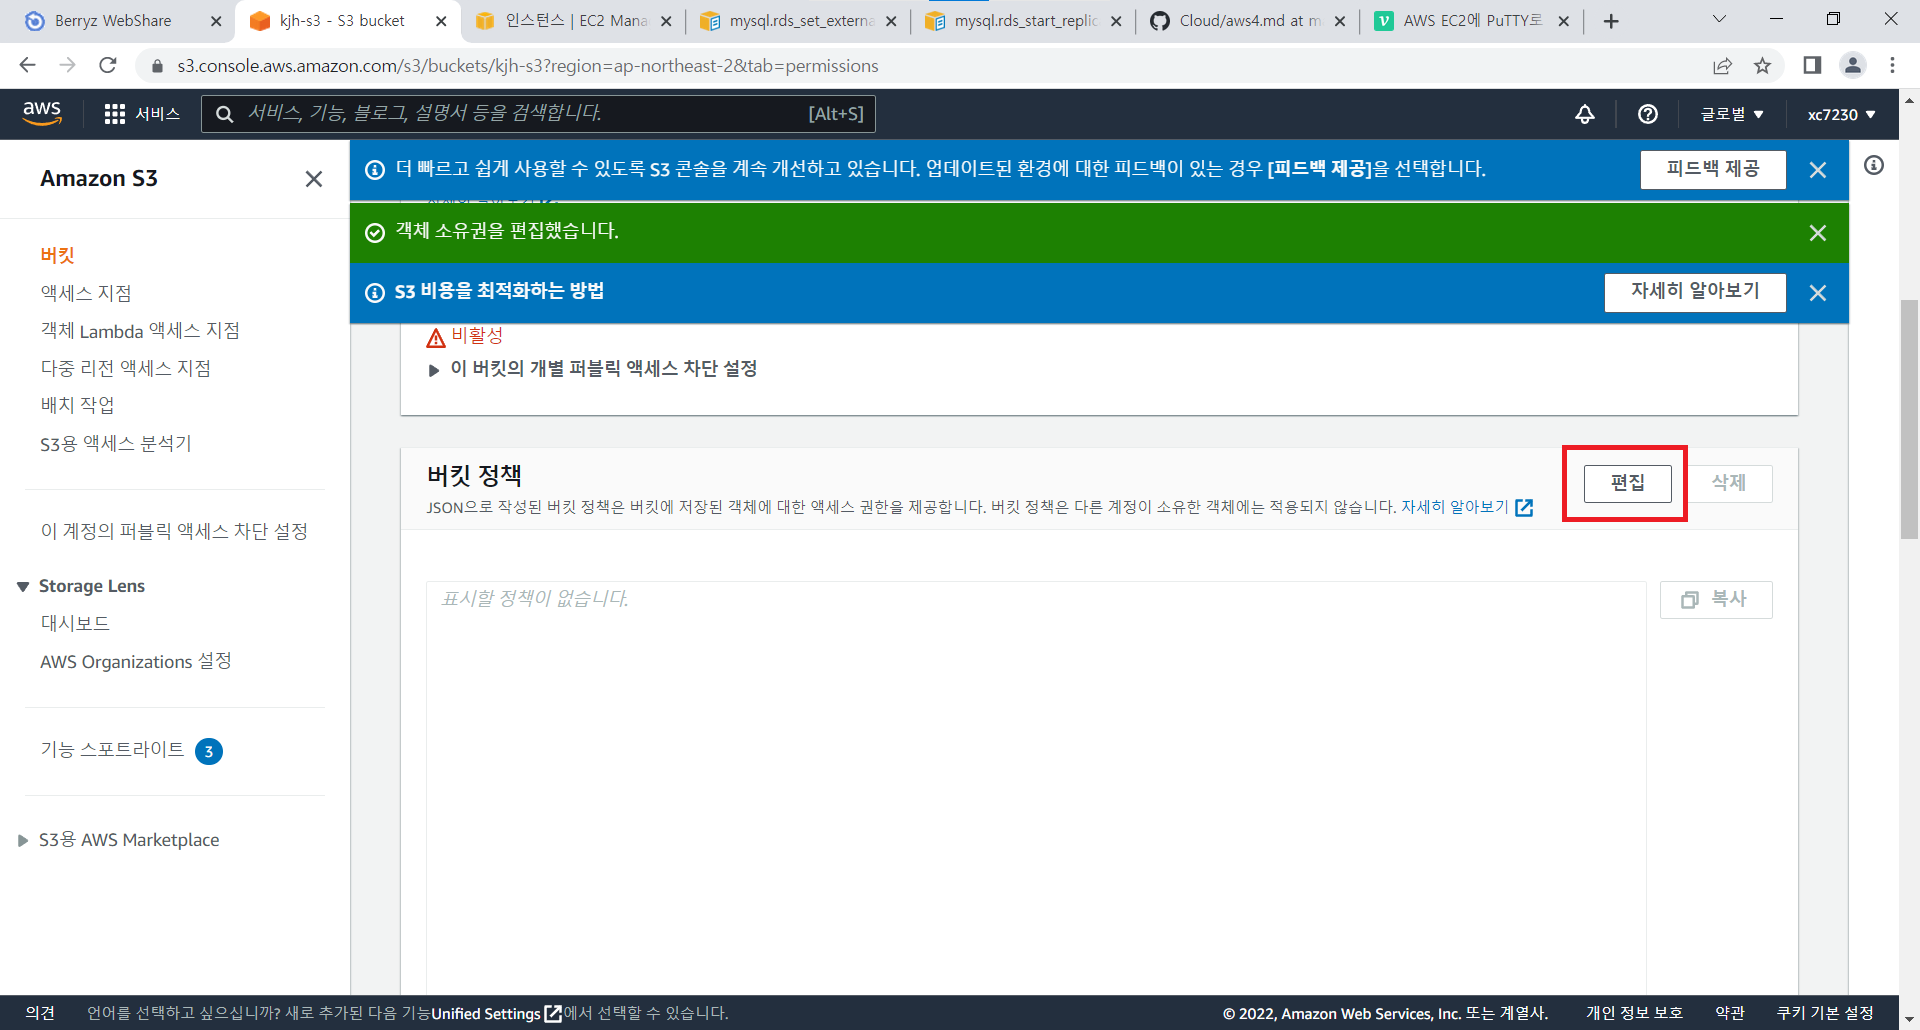 Berryz WebShare
kjh-s3 - S3 bucket
인스턴스 | EC2 Mana
mysql.rds_set_externa
mysql.rds_start_replic
Cloud/aws4.md at m
AWS EC2에 PuTTY로
s3.console.aws.amazon.com/s3/buckets/kjh-s3?region=ap-northeast-2&tab=permissions
aws
서비스
서비스, 기능, 블로그, 설명서 등을 검색합니다.
[Alt+S]
글로벌
xc7230
Amazon S3
버킷
액세스 지점
객체 Lambda 액세스 지점
다중 리전 액세스 지점
배치 작업
S3용 액세스 분석기
이 계정의 퍼블릭 액세스 차단 설정
Storage Lens
대시보드
AWS Organizations 설정
기능 스포트라이트 3
S3용 AWS Marketplace
더 빠르고 쉽게 사용할 수 있도록 S3 콘솔을 계속 개선하고 있습니다. 업데이트된 환경에 대한 피드백이 있는 경우 [피드백 제공]을 선택합니다.
피드백 제공
객체 소유권을 편집했습니다.
S3 비용을 최적화하는 방법
자세히 알아보기
비활성
이 버킷의 개별 퍼블릭 액세스 차단 설정
버킷 정책
JSON으로 작성된 버킷 정책은 버킷에 저장된 객체에 대한 액세스 권한을 제공합니다. 버킷 정책은 다른 계정이 소유한 객체에는 적용되지 않습니다. 자세히 알아보기
편집
삭제
표시할 정책이 없습니다.
복사
의견
언어를 선택하고 싶으십니까? 새로 추가된 다음 기능Unified Settings에서 선택할 수 있습니다.
© 2022, Amazon Web Services, Inc. 또는 계열사.
개인 정보 보호
약관
쿠키 기본 설정